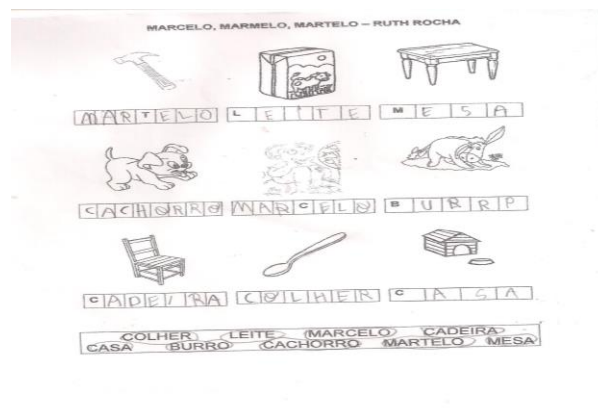 MARCELO, MARMELO, MARTELO – RUTH ROCHA
MARTELO LEITE MESA
CACHORRO MARCELO BURRP
CADEIRA COLHER CASA
COLHER LEITE MARCELO CADEIRA
CASA BURRO CACHORRO MARTELO MESA